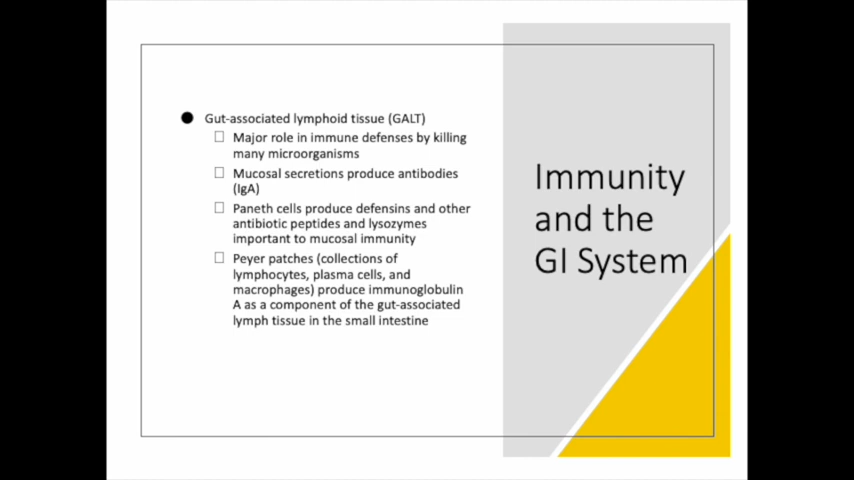 Gut-associated lymphoid tissue (GALT)
Major role in immune defenses by killing
many microorganisms
Mucosal secretions produce antibodies
(IgA)
Paneth cells produce defensins and other
antibiotic peptides and lysozymes
important to mucosal immunity
Peyer patches (collections of
lymphocytes, plasma cells, and
macrophages) produce immunoglobulin
A as a component of the gut-associated
lymph tissue in the small intestine
Immunity
and the
GI System